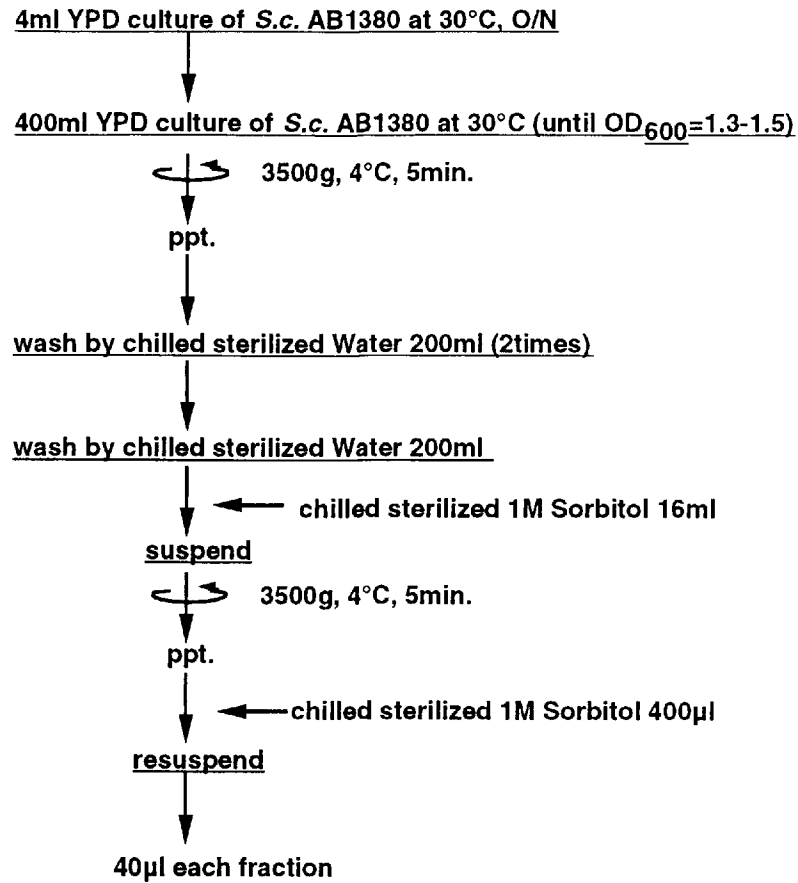 4ml YPD culture of S.c. AB1380 at 30°C, O/N
400ml YPD culture of S.c. AB1380 at 30°C (until OD600=1.3-1.5)
3500g, 4°C, 5min.
ppt.
wash by chilled sterilized Water 200ml (2times)
wash by chilled sterilized Water 200ml
chilled sterilized 1M Sorbitol 16ml
suspend
3500g, 4°C, 5min.
ppt.
chilled sterilized 1M Sorbitol 400µl
resuspend
40µl each fraction